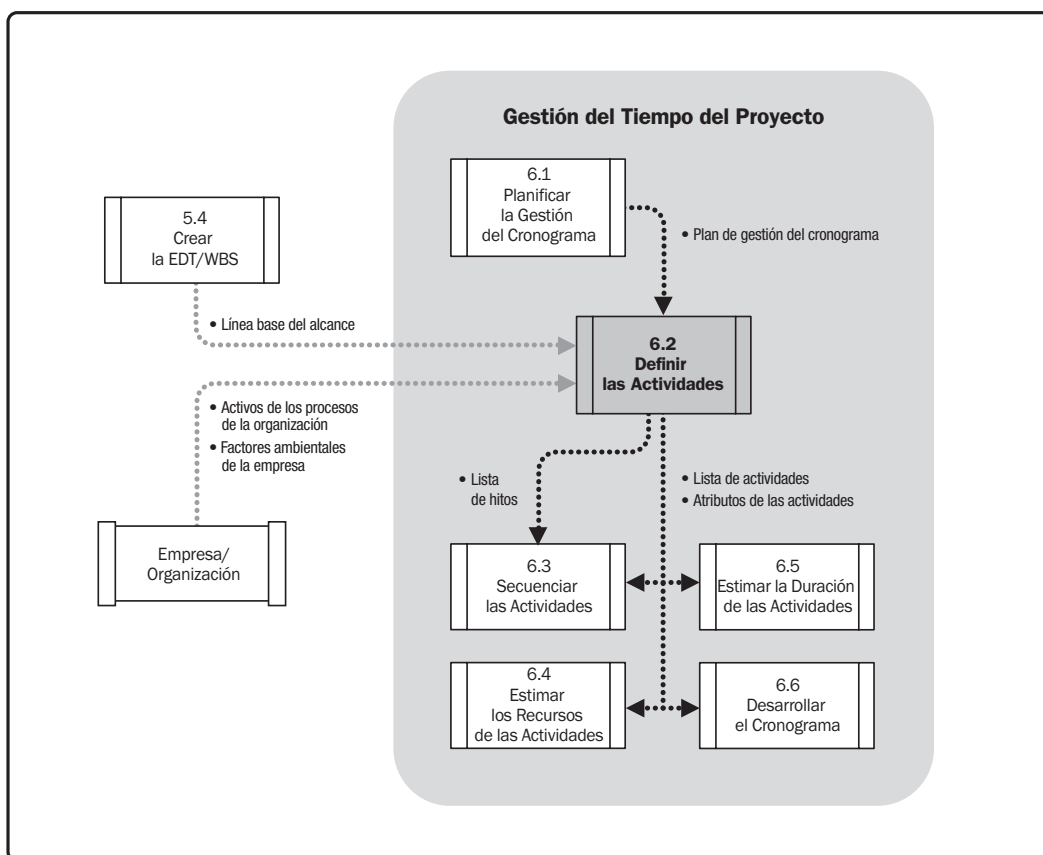 Gestión del Tiempo del Proyecto
6.1
Planificar
la Gestión
del Cronograma
5.4
Crear
la EDT/WBS
• Plan de gestión del cronograma
• Línea base del alcance
6.2
Definir
las Actividades
• Activos de los procesos
de la organización
• Factores ambientales
de la empresa
• Lista
de hitos
• Lista de actividades
• Atributos de las actividades
Empresa/
Organización
6.3
Secuenciar
las Actividades
6.5
Estimar la Duración
de las Actividades
6.4
Estimar
los Recursos
de las Actividades
6.6
Desarrollar
el Cronograma